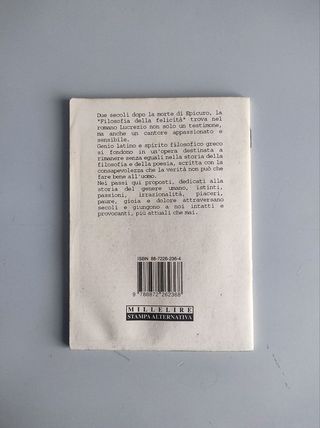 Due secoli dopo la morte di Epicuro, la
"Filosofia della felicità" trova nel
romano Lucrezio non solo un testimone,
ma anche un cantore appassionato e
sensibile.
Genio latino e spirito filosofico greco
si fondono in un'opera destinata a
rimanere senza eguali nella storia della
filosofia e della poesia, scritta con la
consapevolezza che la verità non può che
fare bene all'uomo.
Nei passi qui proposti, dedicati alla
storia del genere umano, istinti,
passioni, irrazionalità, piaceri,
paure, gioia e dolore attraversano
secoli e giungono a noi intatti e
provocanti, più attuali che mai.
ISBN 88-7226-236-4
9 788872 262368
MILLELIRE
STAMPA ALTERNATIVA